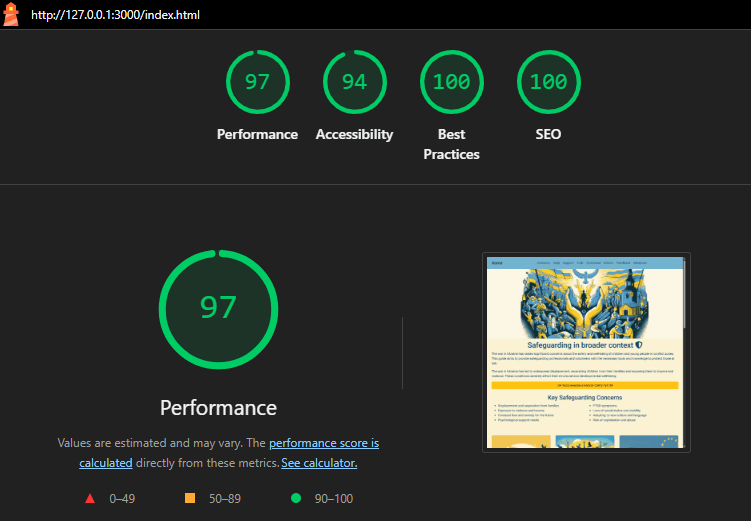 http://127.0.0.1:3000/index.html
97
94
100
100
Performance
Accessibility
Best
Practices
SEO
97
Performance
Values are estimated and may vary. The performance score is
calculated directly from these metrics. See calculator.
0–49
50–89
90–100
Safeguarding in broader context
Key Safeguarding Concerns